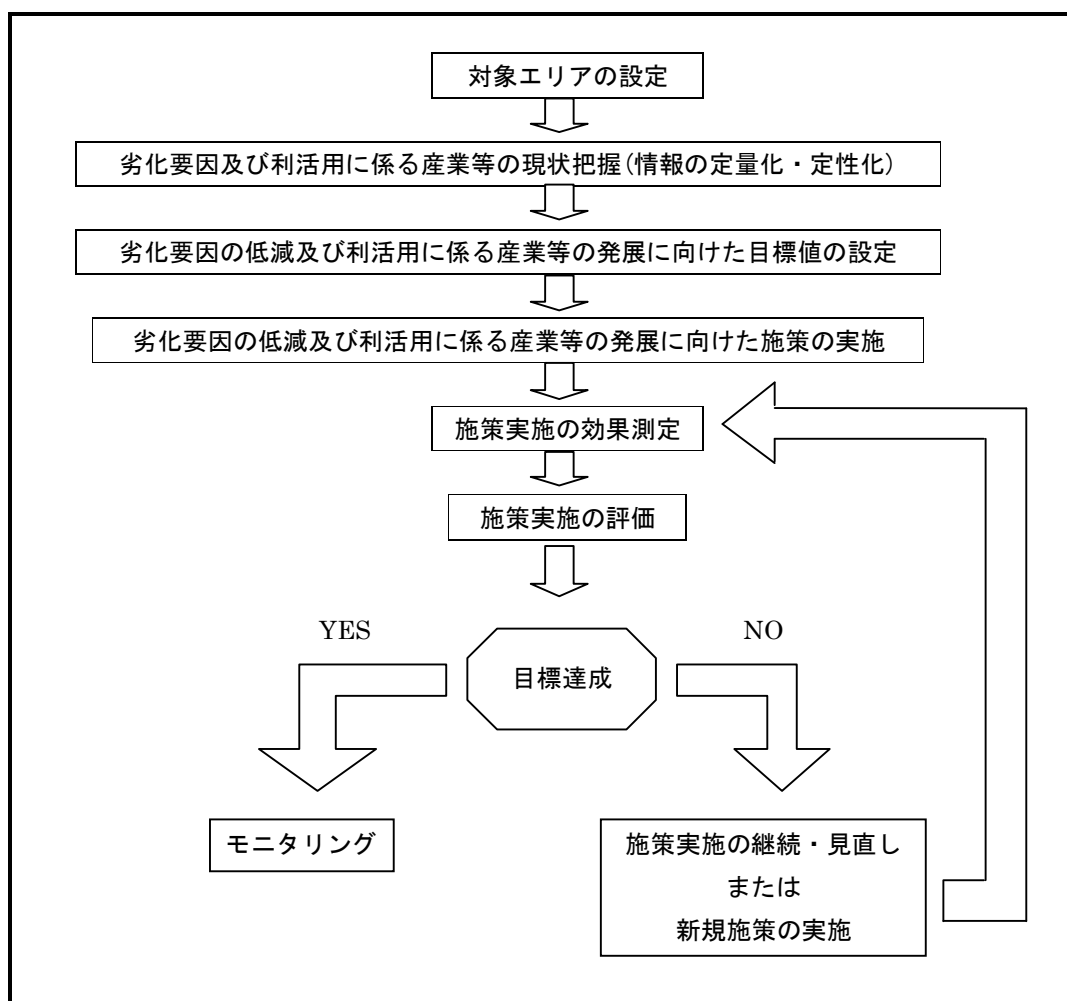 対象エリアの設定
劣化要因及び利活用に係る産業等の現状把握(情報の定量化・定性化)
劣化要因の低減及び利活用に係る産業等の発展に向けた目標値の設定
劣化要因の低減及び利活用に係る産業等の発展に向けた施策の実施
施策実施の効果測定
施策実施の評価
YES
NO
目標達成
モニタリング
施策実施の継続・見直し
または
新規施策の実施